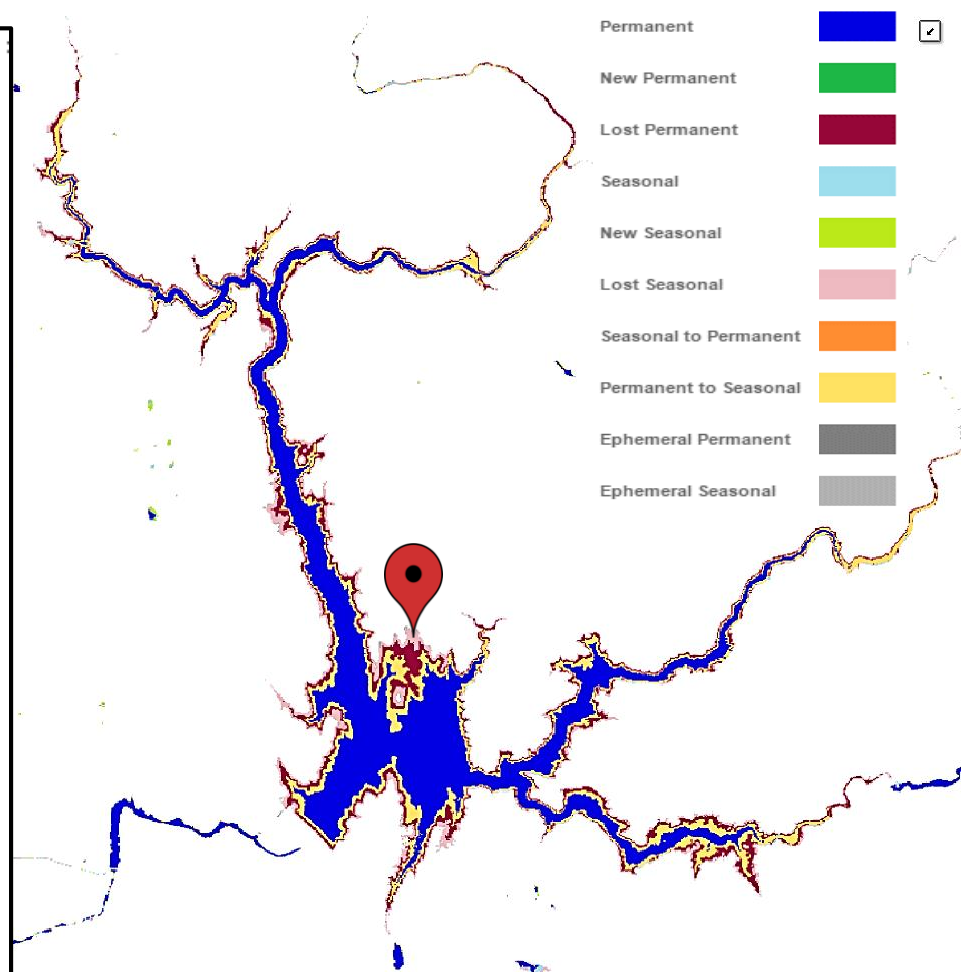 Permanent
New Permanent
Lost Permanent
Seasonal
New Seasonal
Lost Seasonal
Seasonal to Permanent
Permanent to Seasonal
Ephemeral Permanent
Ephemeral Seasonal